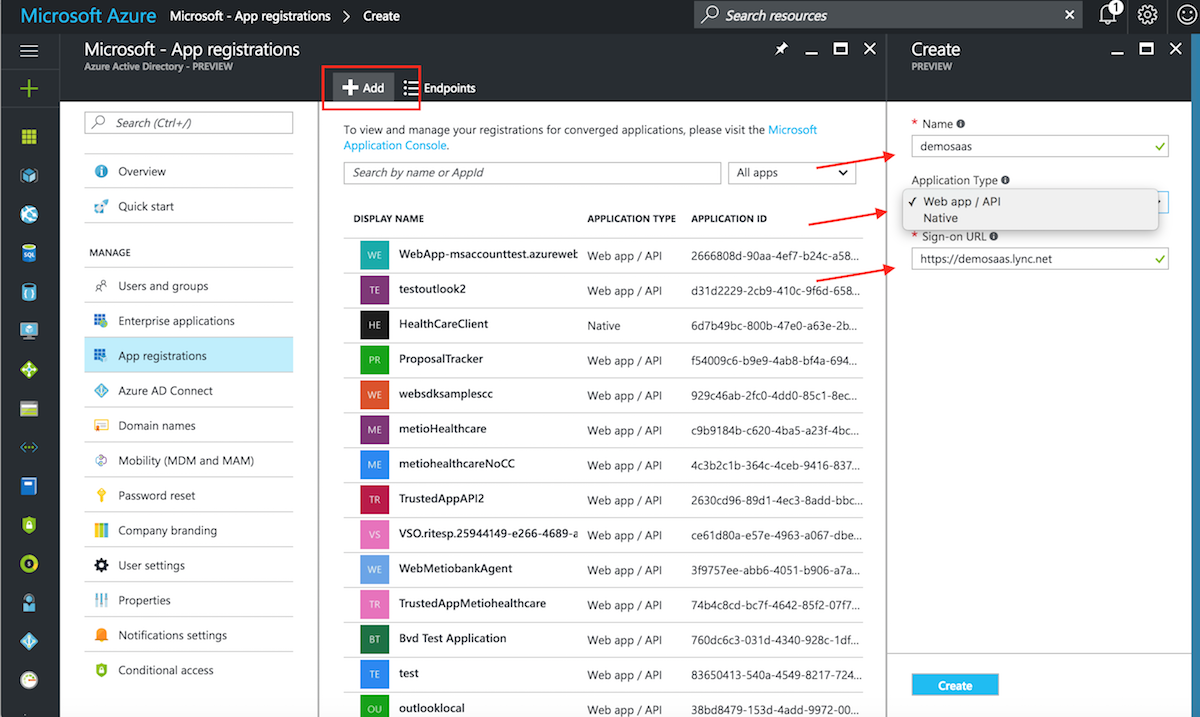 Microsoft Azure Microsoft - App registrations > Create
Search resources
1
Microsoft - App registrations
Azure Active Directory - PREVIEW
Search (Ctrl+/)
Overview
Quick start
MANAGE
Users and groups
Enterprise applications
App registrations
Azure AD Connect
Domain names
Mobility (MDM and MAM)
Password reset
Company branding
User settings
Properties
Notifications settings
Conditional access
Add Endpoints
To view and manage your registrations for converged applications, please visit the Microsoft
Application Console.
Search by name or AppId All apps
DISPLAY NAME APPLICATION TYPE APPLICATION ID
WE WebApp-msaccounttest.azureweb Web app / API 2666808d-90aa-4ef7-b24c-a58...
TE testoutlook2 Web app / API d31d2229-2cb9-410c-9f6d-658...
HE HealthCareClient Native 6d7b49bc-800b-47e0-a63e-2b...
PR ProposalTracker Web app / API f54009c6-b9e9-4ab8-bf4a-694...
WE websdksamplescc Web app / API 929c46ab-2fc0-4dd0-85c1-8ec...
ME metioHealthcare Web app / API c9b9184b-c620-4ba5-a23f-4bc...
ME metiohealthcareNoCC Web app / API 4c3b2c1b-364c-4ceb-9416-837...
TR TrustedAppAPI2 Web app / API 2630cd96-89d1-4ec3-8add-bbc...
VS VSO.ritesp.25944149-e266-4689-a Web app / API ce61d80a-e57e-4963-a067-dbe...
WE WebMetiobankAgent Web app / API 3f9757ee-abb6-4051-b906-a7a...
TR TrustedAppMetiohealthcare Web app / API 74b4c8cd-bc7f-4642-85f2-07f7...
BT Bvd Test Application Web app / API 760dc6c3-031d-4340-928c-1df...
TE test Web app / API 83650413-540a-4549-8217-724...
OU outlooklocal Web app / API 38bd8479-153d-4add-9972-00...
Create
PREVIEW
* Name
demosaas
Application Type
✓ Web app / API
Native
* Sign-on URL
https://demosaas.lync.net
Create